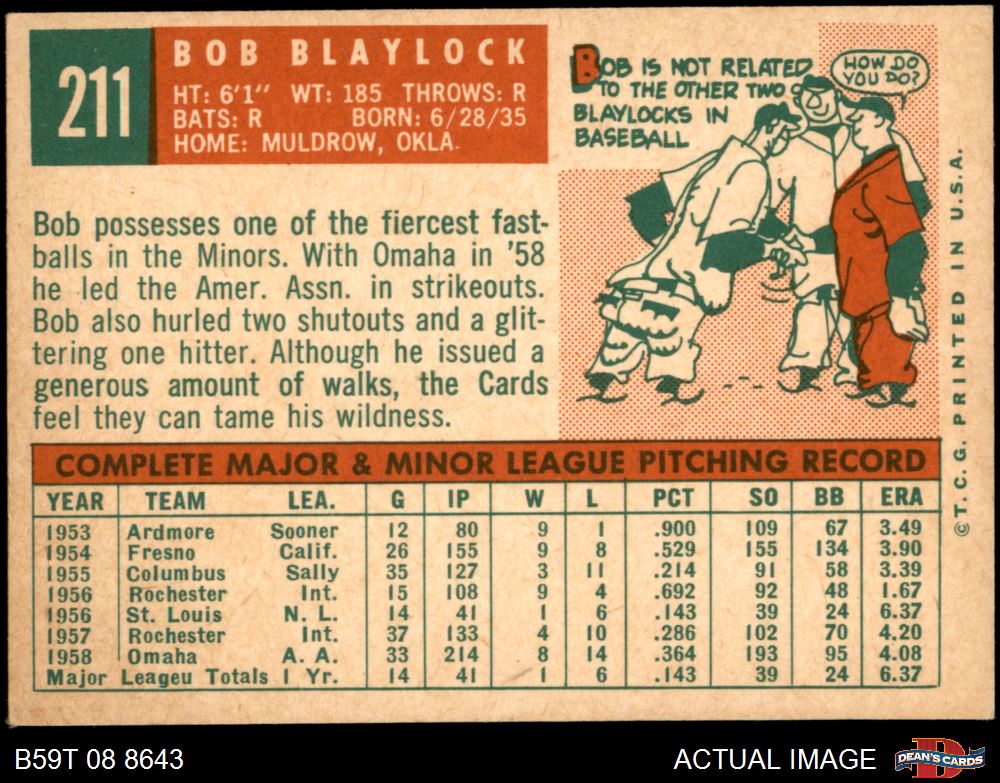 211
BOB BLAYLOCK
HT: 6'1" WT: 185 THROWS: R
BATS: R BORN: 6/28/35
HOME: MULDROW, OKLA.
BOB IS NOT RELATED
TO THE OTHER TWO
BLAYLOCKS IN
BASEBALL
HOW DO
YOU DO?
Bob possesses one of the fiercest fast-
balls in the Minors. With Omaha in '58
he led the Amer. Assn. in strikeouts.
Bob also hurled two shutouts and a glit-
tering one hitter. Although he issued a
generous amount of walks, the Cards
feel they can tame his wildness.
COMPLETE MAJOR & MINOR LEAGUE PITCHING RECORD
YEAR TEAM LEA. G IP W L PCT SO BB ERA
1953 Ardmore Sooner 12 80 9 1 .900 109 67 3.49
1954 Fresno Calif. 26 155 9 8 .529 155 134 3.90
1955 Columbus Sally 35 127 3 11 .214 91 58 3.39
1956 Rochester Int. 15 108 9 4 .692 92 48 1.67
1956 St. Louis N. L. 14 41 1 6 .143 39 24 6.37
1957 Rochester Int. 37 133 4 10 .286 102 70 4.20
1958 Omaha A. A. 33 214 8 14 .364 193 95 4.08
Major Leageu Totals 1 Yr. 14 41 1 6 .143 39 24 6.37
© T. C. G. PRINTED IN U.S.A.
B59T 08 8643
ACTUAL IMAGE
D
DEAN'S CARDS